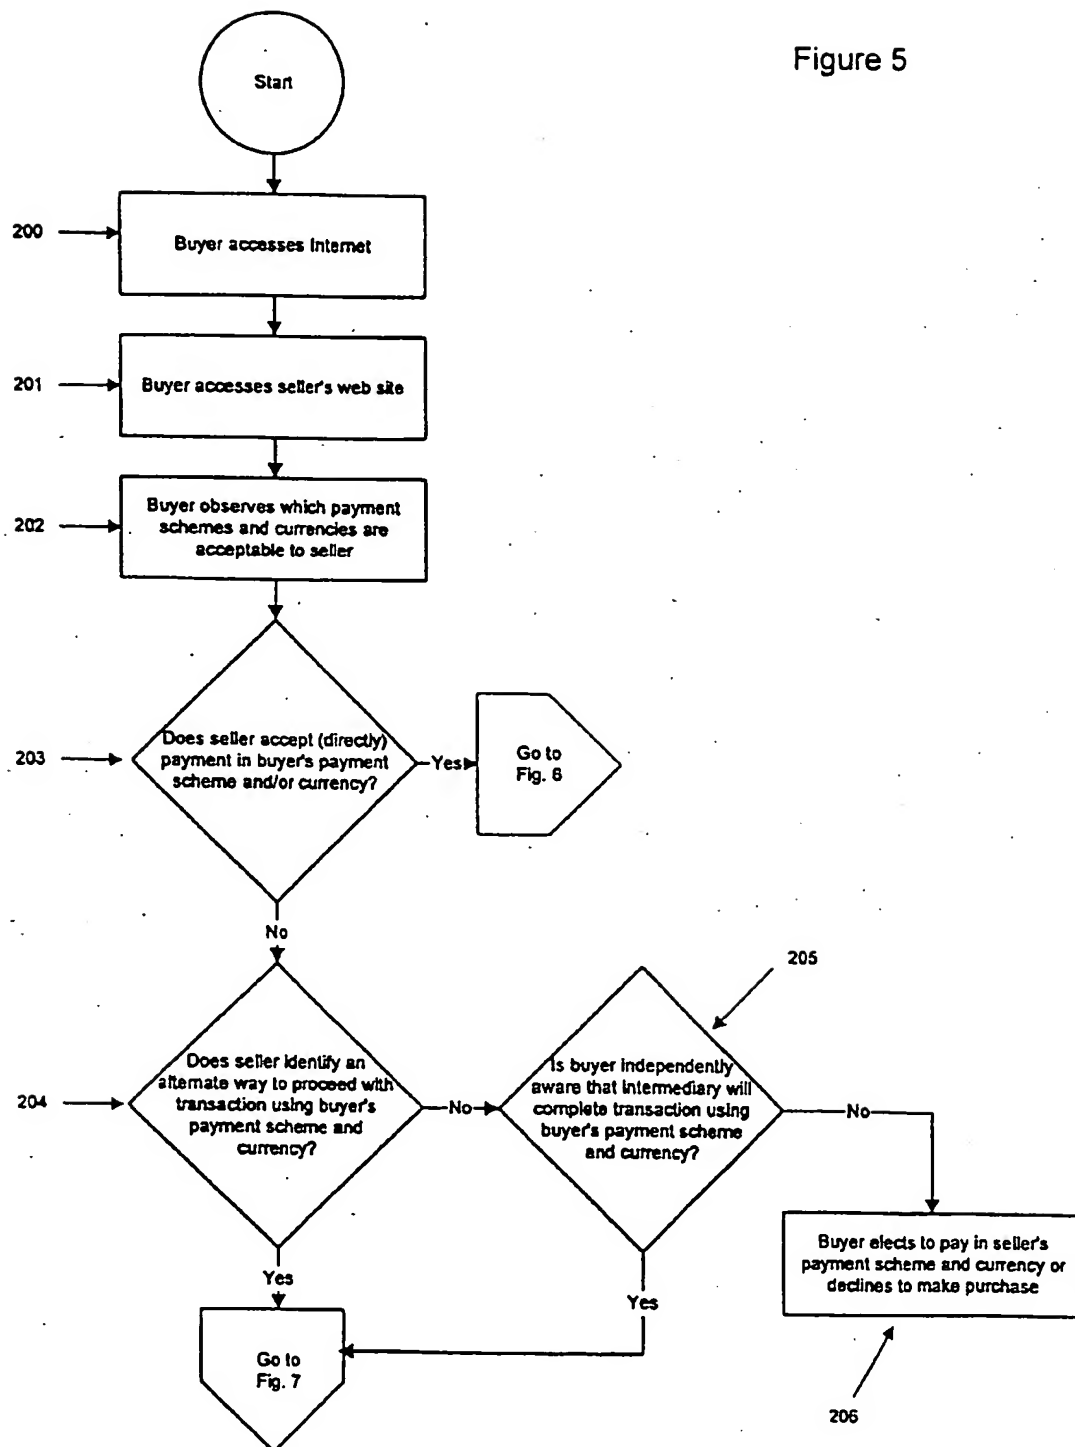 Figure 5
Start
200
Buyer accesses Internet
201
Buyer accesses seller's web site
202
Buyer observes which payment
schemes and currencies are
acceptable to seller
203
Does seller accept (directly)
payment in buyer's payment
scheme and/or currency?
Yes
Go to
Fig. 6
No
204
Does seller identify an
alternate way to proceed with
transaction using buyer's
payment scheme and
currency?
No
205
Is buyer independently
aware that intermediary will
complete transaction using
buyer's payment scheme
and currency?
No
Buyer elects to pay in seller's
payment scheme and currency or
declines to make purchase
206
Yes
Yes
Go to
Fig. 7